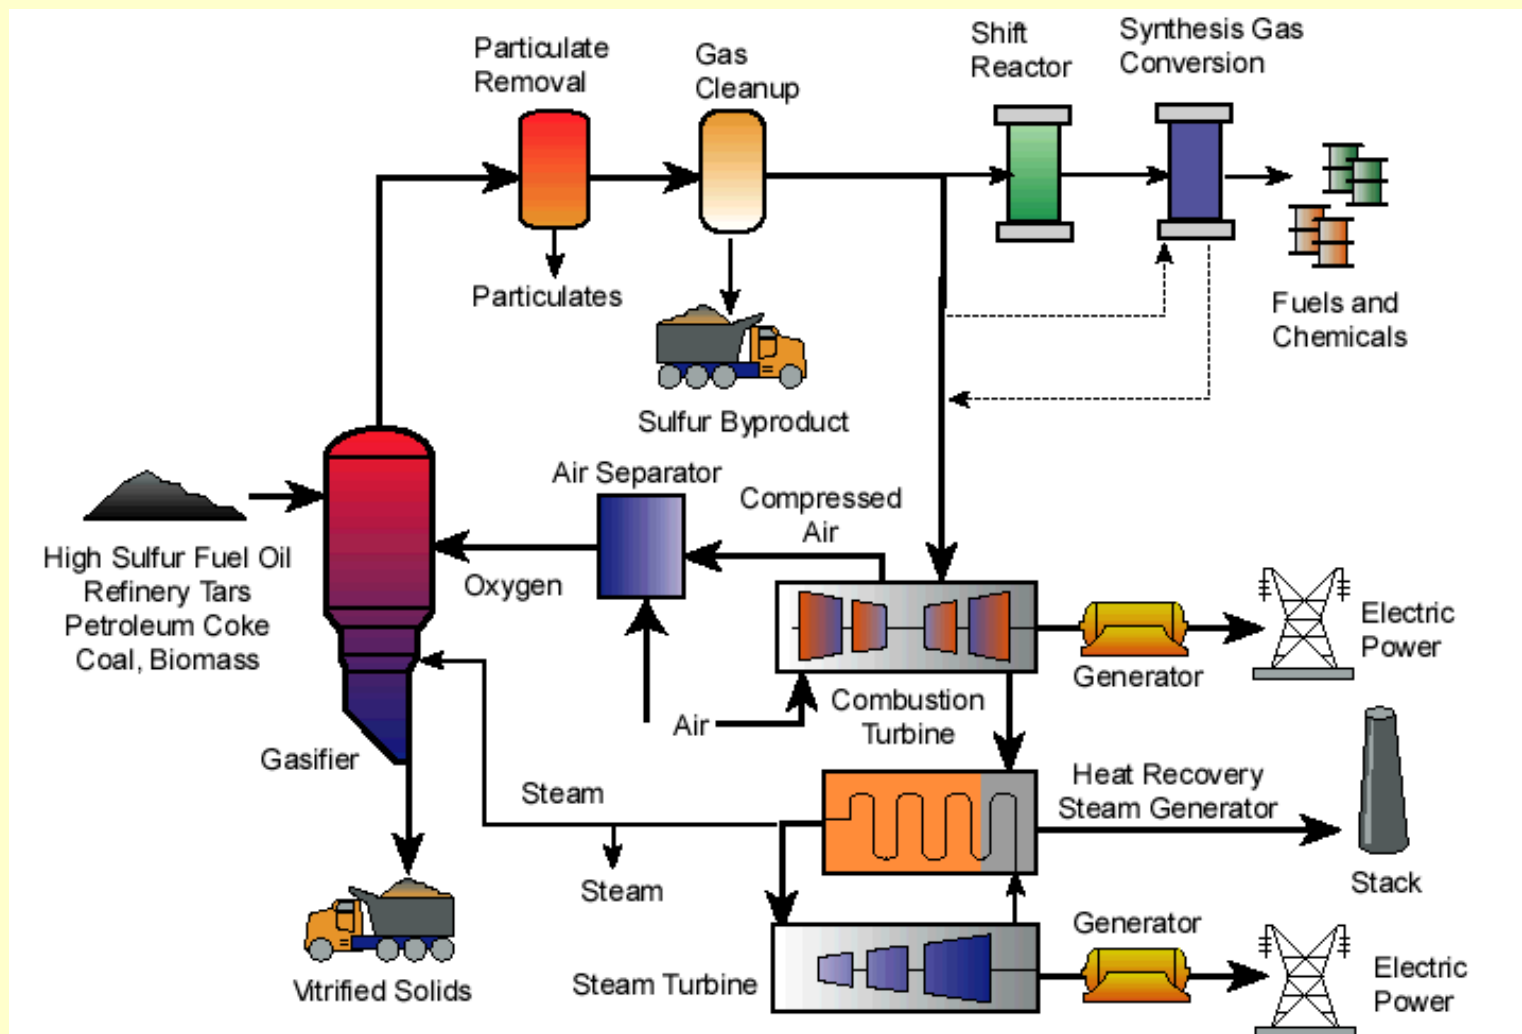 Particulate
Removal
Gas
Cleanup
Shift
Reactor
Synthesis Gas
Conversion
Particulates
Fuels and
Chemicals
Sulfur Byproduct
Air Separator
Compressed
Air
High Sulfur Fuel Oil
Refinery Tars
Petroleum Coke
Coal, Biomass
Oxygen
Electric
Power
Generator
Air
Combustion
Turbine
Gasifier
Steam
Heat Recovery
Steam Generator
Steam
Stack
Generator
Vitrified Solids
Steam Turbine
Electric
Power